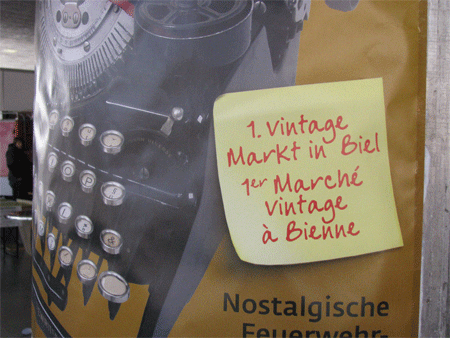 1. Vintage
Markt in Biel
1er Marché
Vintage
à Bienne
Nostalgische
Feuerwehr-